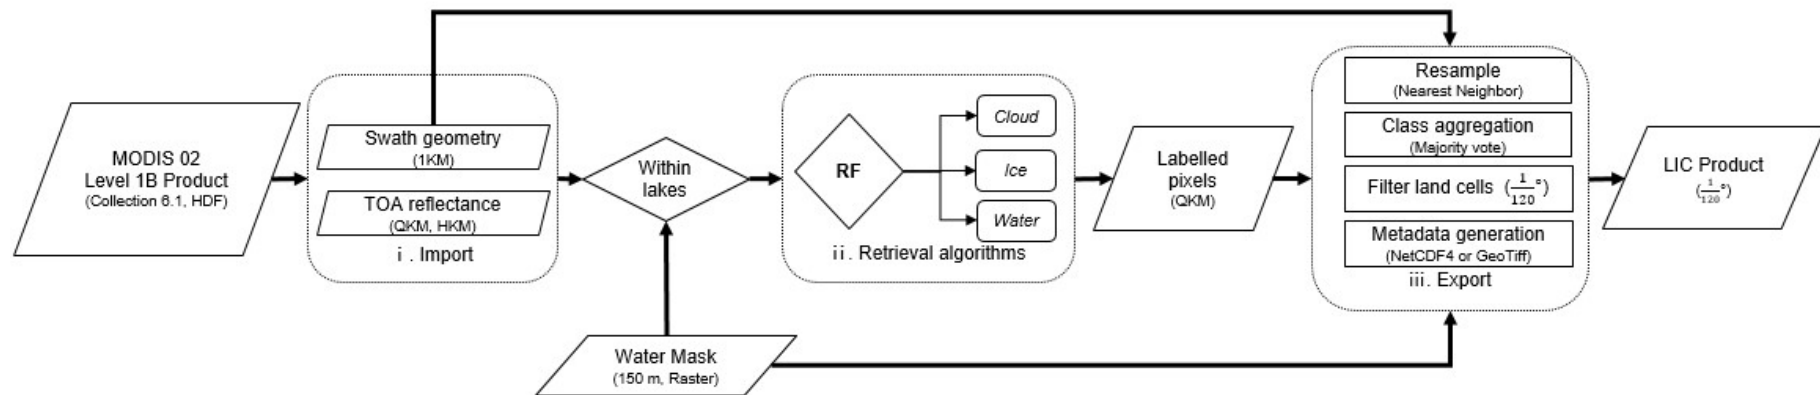 MODIS 02
Level 1B Product
(Collection 6.1, HDF)
Swath geometry
(1KM)
TOA reflectance
(QKM, HKM)
i. Import
Within
lakes
Water Mask
(150 m, Raster)
RF
Cloud
Ice
Water
ii. Retrieval algorithms
Labelled
pixels
(QKM)
Resample
(Nearest Neighbor)
Class aggregation
(Majority vote)
Filter land cells (1/120°)
Metadata generation
(NetCDF4 or GeoTiff)
iii. Export
LIC Product
(1/120°)